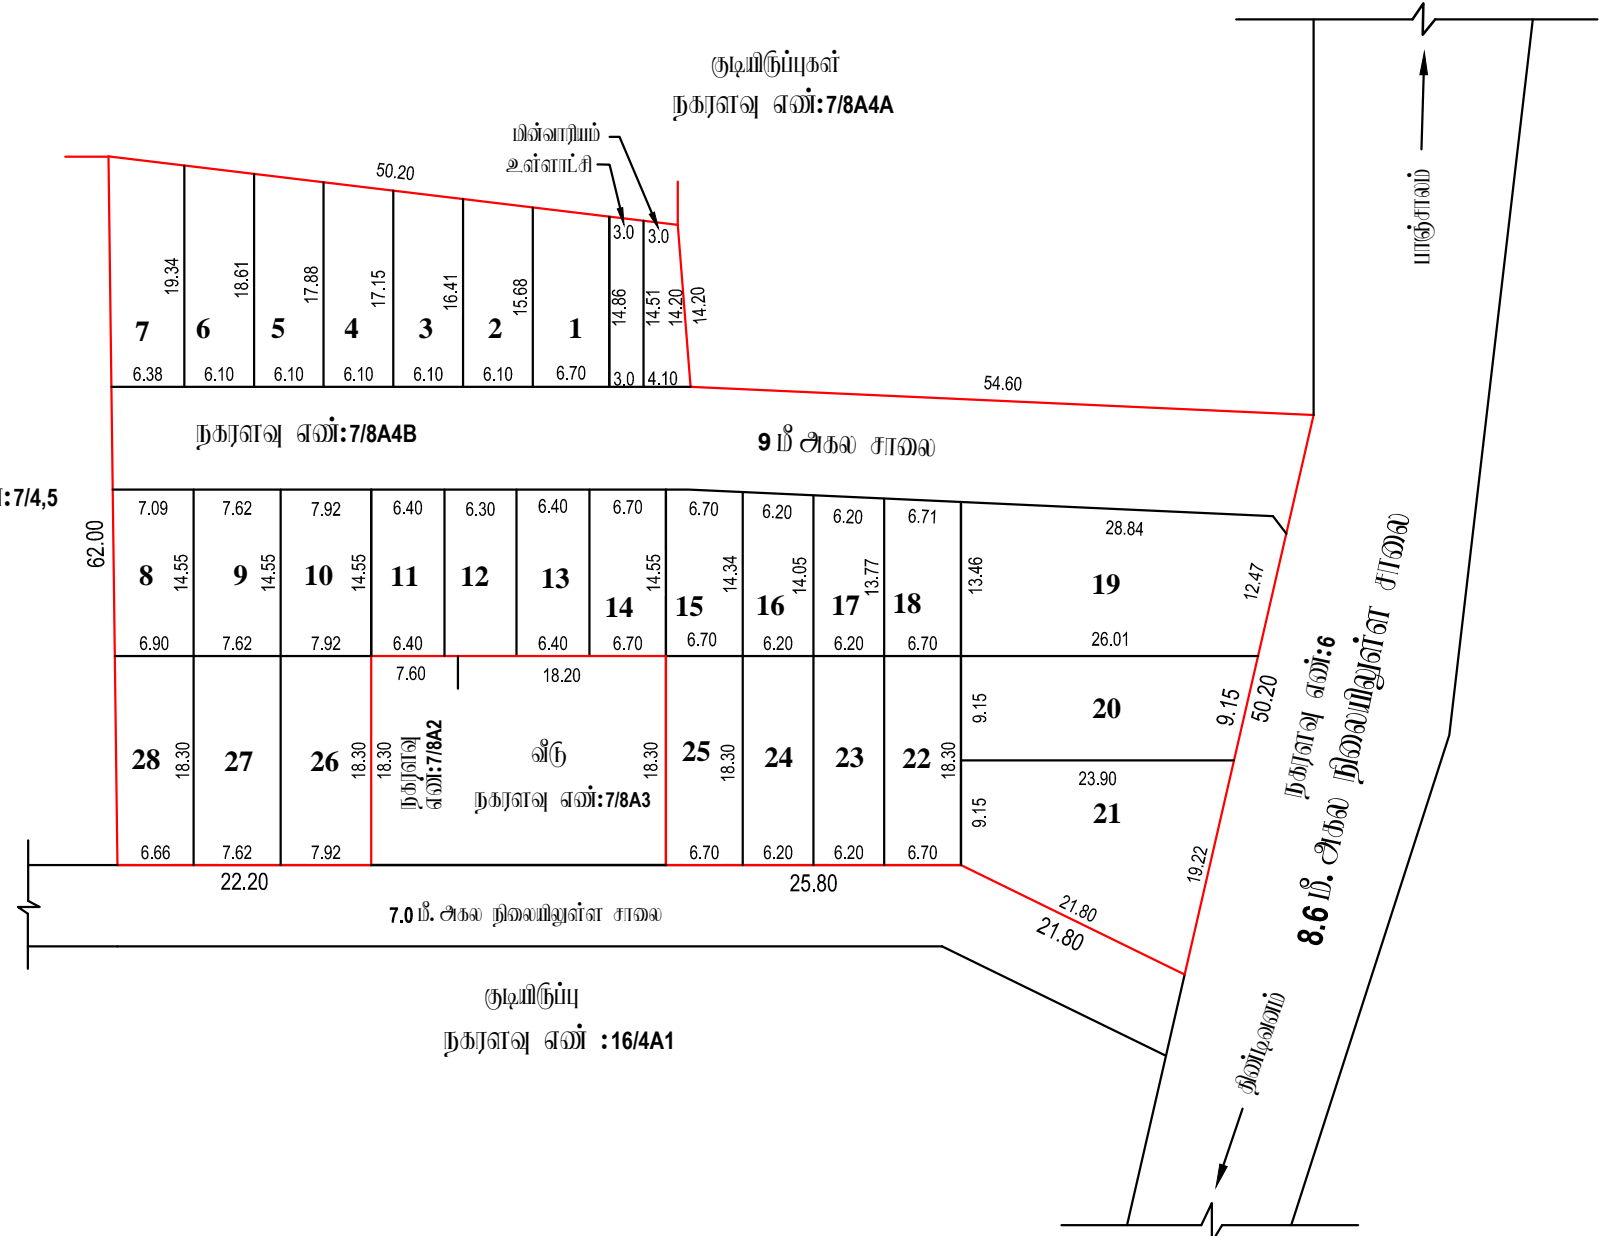 குடியிருப்புகள்
நகரளவு எண்:7/8A4A
மின்வாரியம்
உள்ளாட்சி
50.20
3.0 3.0
பாஞ்சாலம்
19.34 18.61 17.88 17.15 16.41 15.68 14.86 14.51 14.20 14.20
7 6 5 4 3 2 1
6.38 6.10 6.10 6.10 6.10 6.10 6.70 3.0 4.10
54.60
நகரளவு எண்:7/8A4B
9 மீ அகல சாலை
:7/4,5
62.00
7.09 7.62 7.92 6.40 6.30 6.40 6.70 6.70 6.20 6.20 6.71 28.84
14.55 14.55 14.55 14.55 14.34 14.05 13.77 13.46 12.47
8 9 10 11 12 13 14 15 16 17 18 19
6.90 7.62 7.92 6.40 6.40 6.70 6.70 6.20 6.20 6.70 26.01
7.60 18.20
நகரளவு எண்:6
8.6 மீ. அகல நிலையிலுள்ள சாலை
9.15 20 9.15 50.20
28 18.30 27 26 18.30 18.30
நகரளவு
எண்:7/8A2
வீடு
நகரளவு எண்:7/8A3
18.30 25 18.30 24 23 22 18.30
23.90
9.15 21 19.22
6.66 7.62 7.92 6.70 6.20 6.20 6.70
22.20 25.80
21.80
21.80
7.0 மீ. அகல நிலையிலுள்ள சாலை
குடியிருப்பு
நகரளவு எண் :16/4A1
திண்டிவனம்